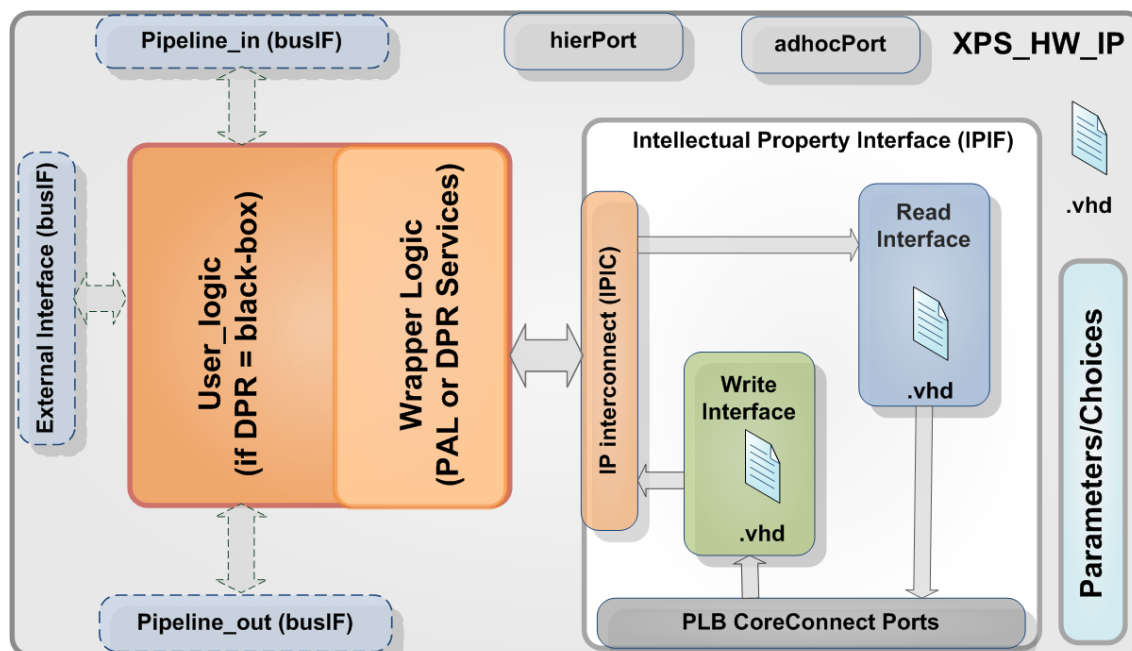 Pipeline_in (busIF)
hierPort
adhocPort
XPS_HW_IP
.vhd
External Interface (busIF)
User_logic
(if DPR = black-box)
Wrapper Logic
(PAL or DPR Services)
Intellectual Property Interface (IPIF)
IP interconnect (IPIC)
Read
Interface
.vhd
Write
Interface
.vhd
PLB CoreConnect Ports
Parameters/Choices
Pipeline_out (busIF)